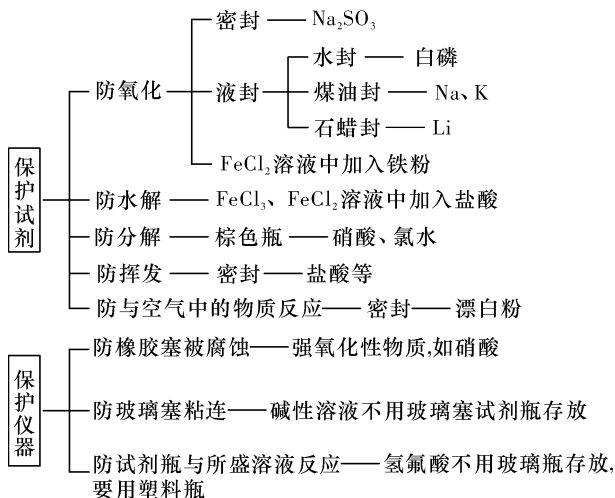 保护试剂
防氧化
密封 Na₂SO₃
液封
水封 白磷
煤油封 Na、K
石蜡封 Li
FeCl₂溶液中加入铁粉
防水解 FeCl₃、FeCl₂溶液中加入盐酸
防分解 棕色瓶 硝酸、氯水
防挥发 密封 盐酸等
防与空气中的物质反应 密封 漂白粉
保护仪器
防橡胶塞被腐蚀 强氧化性物质,如硝酸
防玻璃塞粘连 碱性溶液不用玻璃塞试剂瓶存放
防试剂瓶与所盛溶液反应 氢氟酸不用玻璃瓶存放,
要用塑料瓶